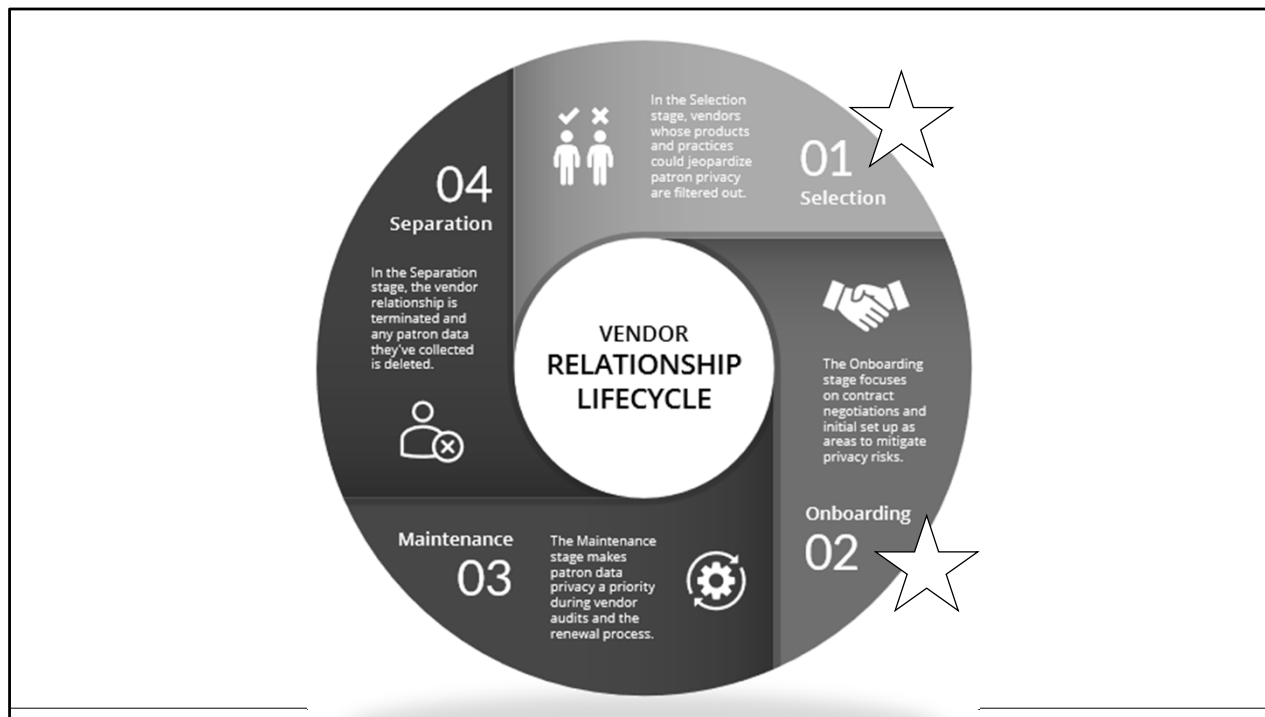 VENDOR
RELATIONSHIP
LIFECYCLE
In the Selection
stage, vendors
whose products
and practices
could jeopardize
patron privacy
are filtered out.
01
Selection
The Onboarding
stage focuses
on contract
negotiations and
initial set up as
areas to mitigate
privacy risks.
Onboarding
02
Maintenance
03
The Maintenance
stage makes
patron data
privacy a priority
during vendor
audits and the
renewal process.
04
Separation
In the Separation
stage, the vendor
relationship is
terminated and
any patron data
they've collected
is deleted.